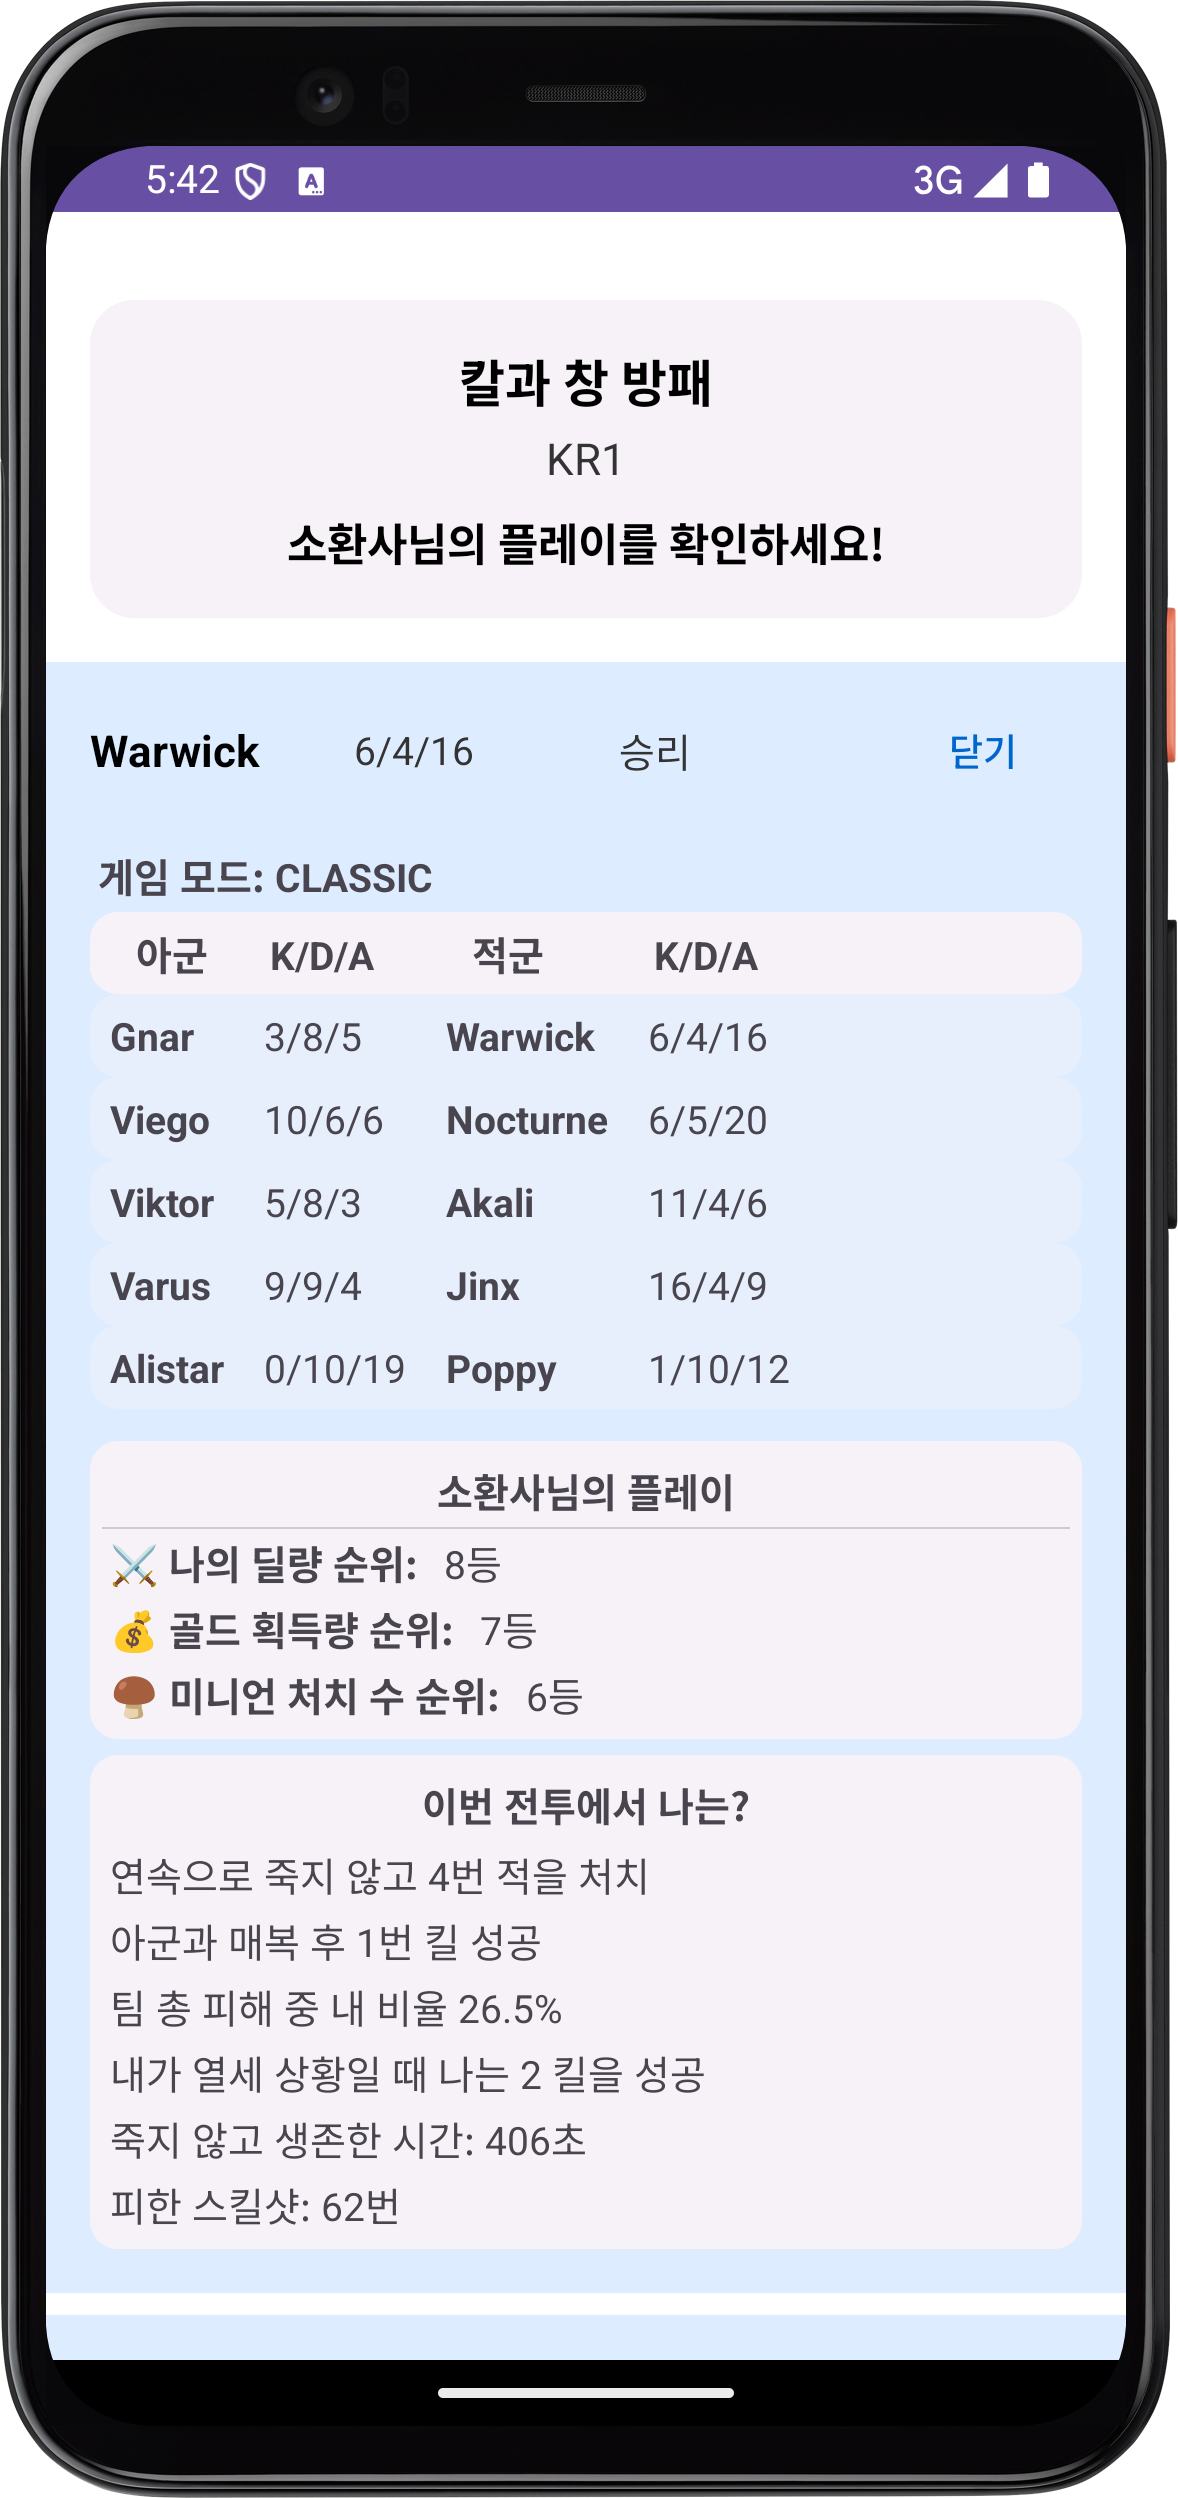 5:42
3G
칼과 창 방패
KR1
소환사님의 플레이를 확인하세요!
Warwick 6/4/16 승리 닫기
게임 모드: CLASSIC
아군 K/D/A 적군 K/D/A
Gnar 3/8/5 Warwick 6/4/16
Viego 10/6/6 Nocturne 6/5/20
Viktor 5/8/3 Akali 11/4/6
Varus 9/9/4 Jinx 16/4/9
Alistar 0/10/19 Poppy 1/10/12
소환사님의 플레이
나의 딜량 순위: 8등
골드 획득량 순위: 7등
미니언 처치 수 순위: 6등
이번 전투에서 나는?
연속으로 죽지 않고 4번 적을 처치
아군과 매복 후 1번 킬 성공
팀 총 피해 중 내 비율 26.5%
내가 열세 상황일 때 나는 2 킬을 성공
죽지 않고 생존한 시간: 406초
피한 스킬샷: 62번